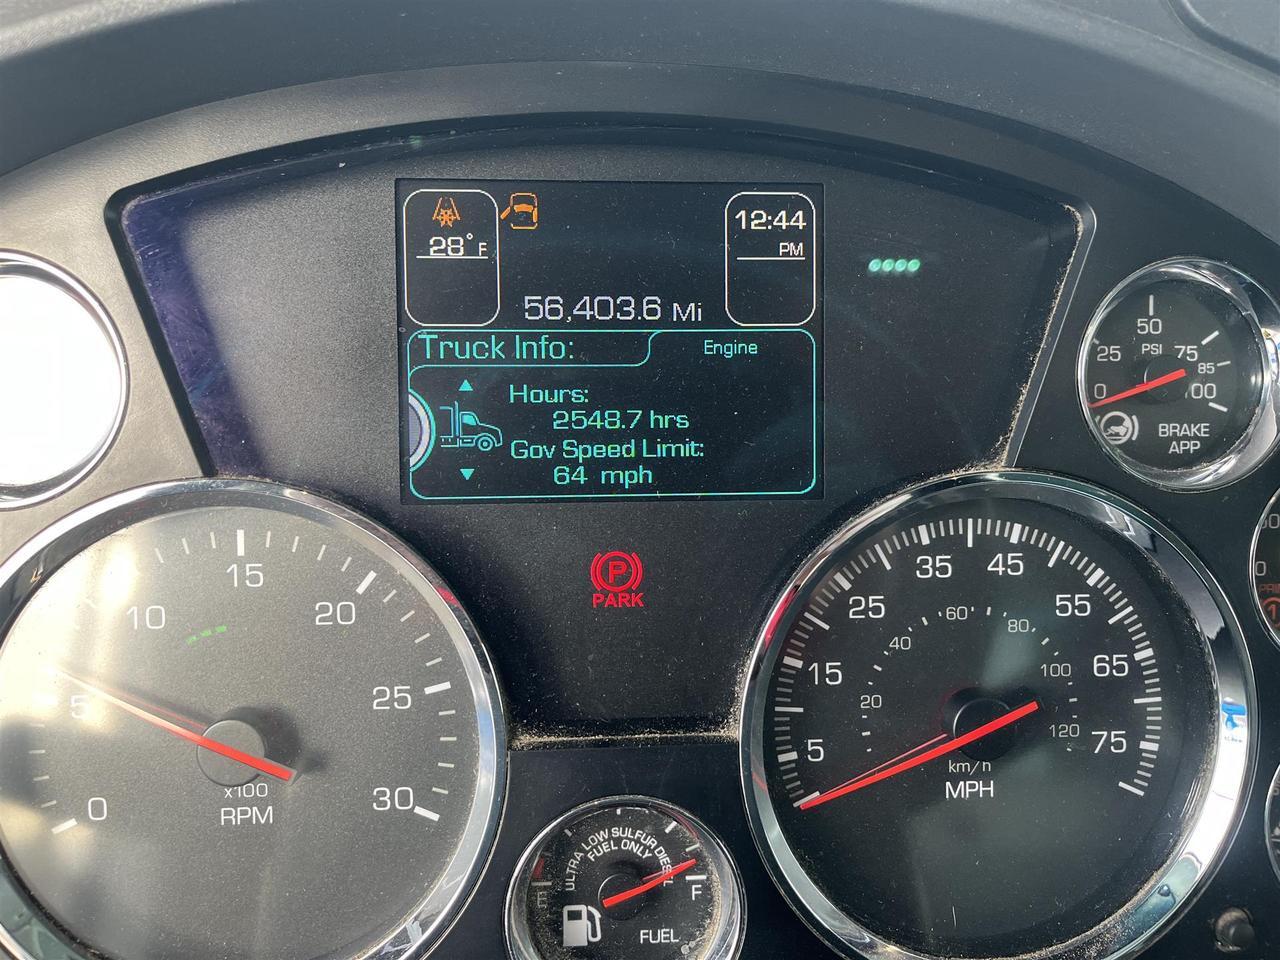 28°F
12:44
PM
56,403.6 Mi
Truck Info:
Engine
Hours:
2548.7 hrs
Gov Speed Limit:
64 mph
P
PARK
0
5
10
15
20
25
30
x100
RPM
5
15
25
35
45
55
65
75
20
40
60
80
100
120
km/h
MPH
0
25
50
75
85
100
PSI
BRAKE
APP
ULTRA LOW SULFUR DIESEL
FUEL ONLY
E
F
FUEL